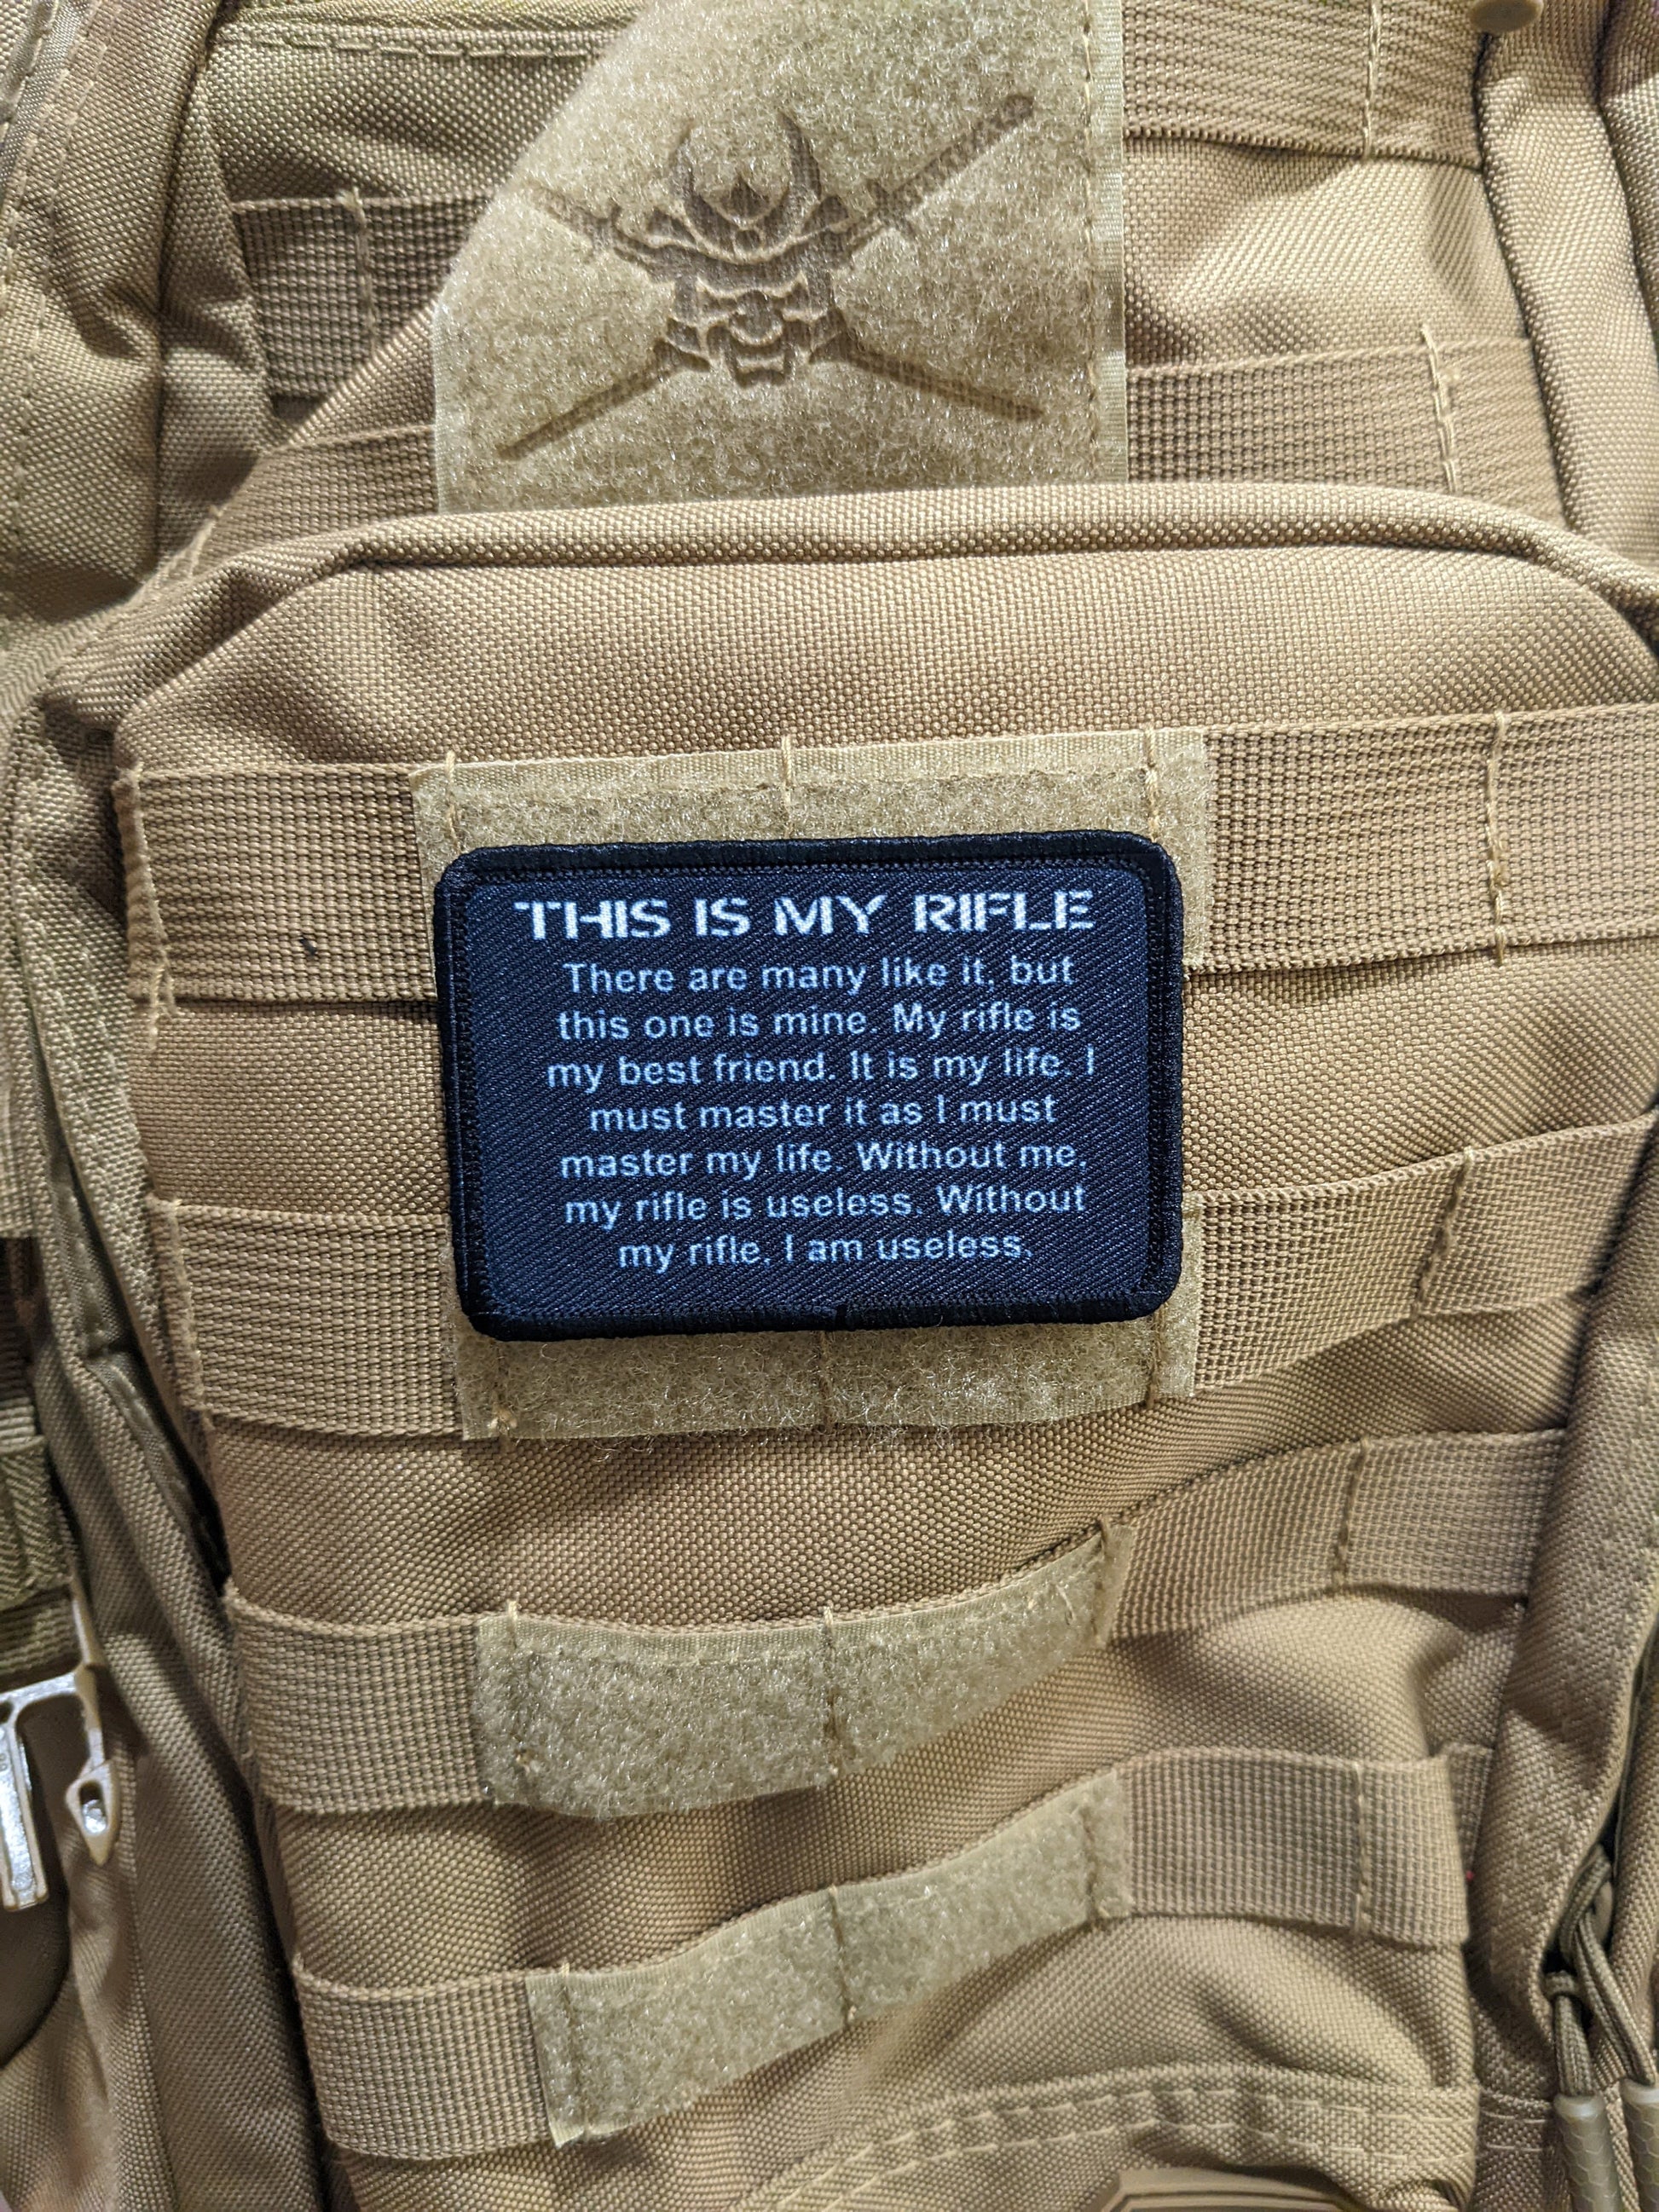 THIS IS MY RIFLE
There are many like it, but
this one is mine. My rifle is
my best friend. It is my life. I
must master it as I must
master my life. Without me,
my rifle is useless. Without
my rifle, I am useless.